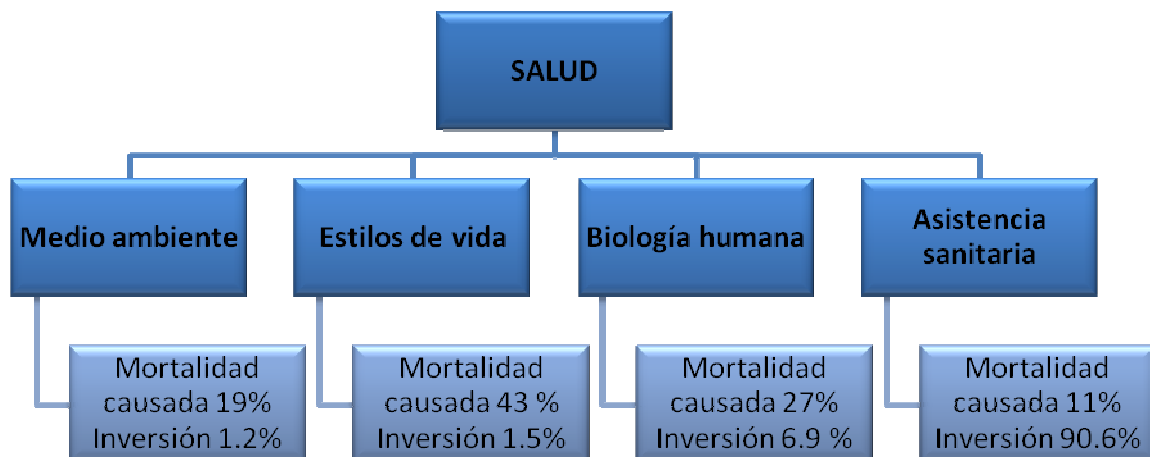 SALUD
Medio ambiente
Estilos de vida
Biología humana
Asistencia
sanitaria
Mortalidad
causada 19%
Inversión 1.2%
Mortalidad
causada 43 %
Inversión 1.5%
Mortalidad
causada 27%
Inversión 6.9 %
Mortalidad
causada 11%
Inversión 90.6%